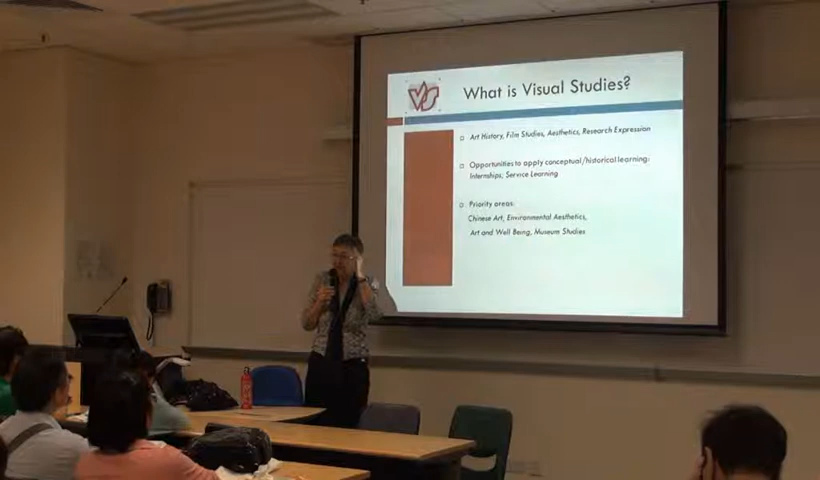 VS
What is Visual Studies?
Art History, Film Studies, Aesthetics, Research Expression
Opportunities to apply conceptual/historical learning:
Internships; Service Learning
Priority areas:
Chinese Art, Environmental Aesthetics,
Art and Well Being, Museum Studies